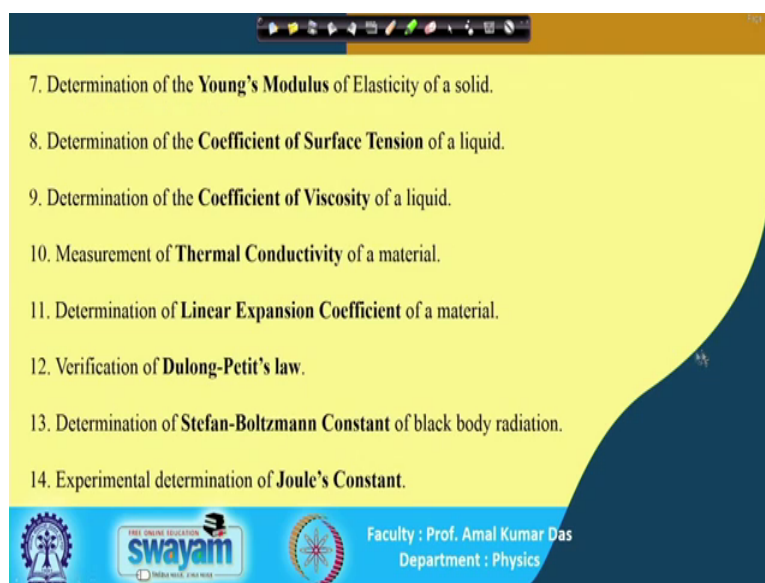 7. Determination of the Young's Modulus of Elasticity of a solid.
8. Determination of the Coefficient of Surface Tension of a liquid.
9. Determination of the Coefficient of Viscosity of a liquid.
10. Measurement of Thermal Conductivity of a material.
11. Determination of Linear Expansion Coefficient of a material.
12. Verification of Dulong-Petit's law.
13. Determination of Stefan-Boltzmann Constant of black body radiation.
14. Experimental determination of Joule's Constant.
FREE ONLINE EDUCATION
swayam
Faculty : Prof. Amal Kumar Das
Department : Physics